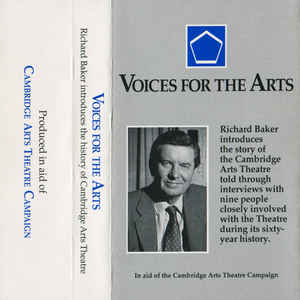 Produced in aid of
CAMBRIDGE ARTS THEATRE CAMPAIGN
VOICES FOR THE ARTS
Richard Baker introduces the history of Cambridge Arts Theatre
VOICES FOR THE ARTS
Richard Baker
introduces
the story of
the Cambridge
Arts Theatre
told through
interviews with
nine people
closely involved
with the Theatre
during its sixty-
year history.
In aid of the Cambridge Arts Theatre Campaign